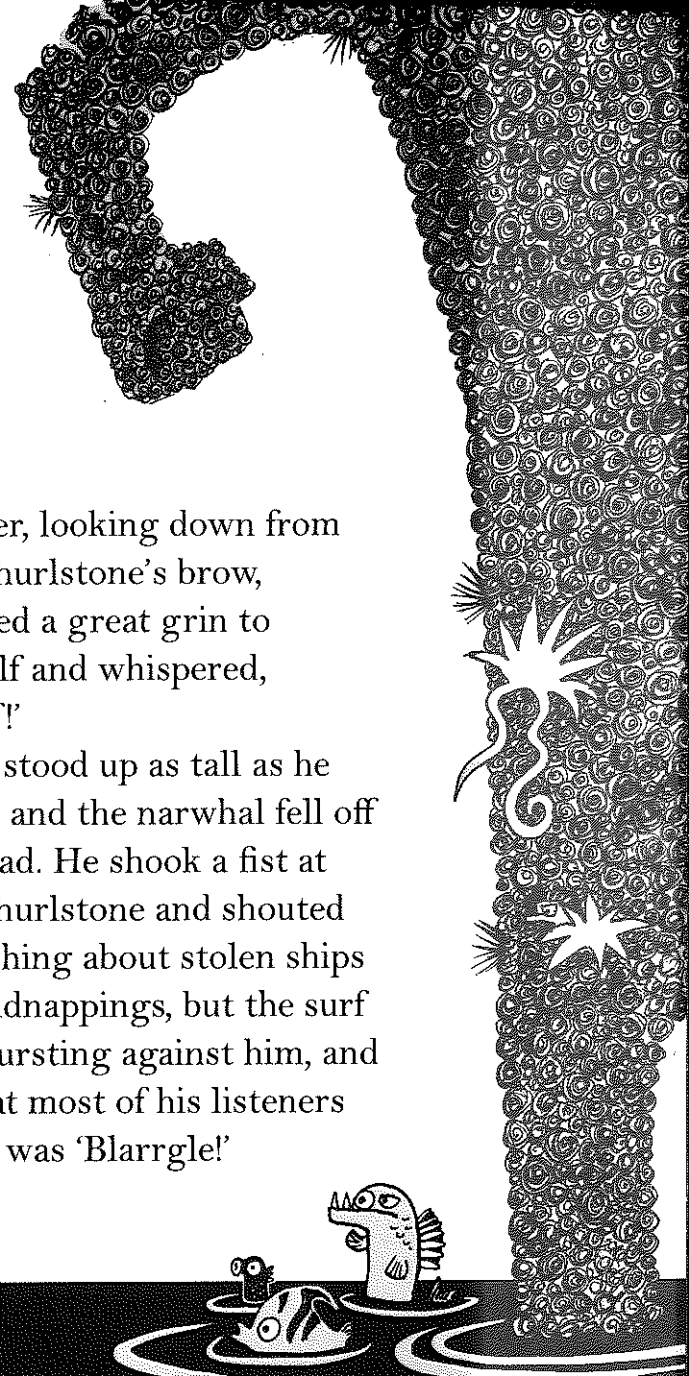 er, looking down from
hurlstone's brow,
ed a great grin to
lf and whispered,
!'
stood up as tall as he
and the narwhal fell off
ad. He shook a fist at
hurlstone and shouted
hing about stolen ships
dnappings, but the surf
ursting against him, and
at most of his listeners
was 'Blarrgle!'